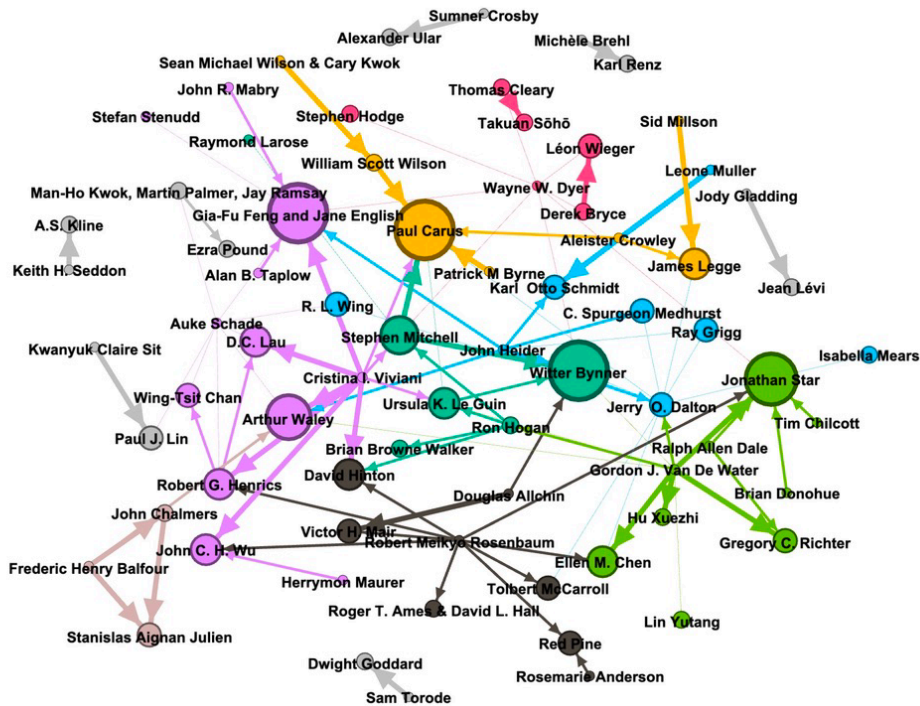 Sumner Crosby
Alexander Ular
Michèle Brehl
Sean Michael Wilson & Cary Kwok
Karl Renz
John R. Mabry
Thomas Cleary
Stefan Stenudd
Stephen Hodge
Takuan Sōhō
Sid Millson
Raymond Larose
Léon Wieger
William Scott Wilson
Leone Muller
Man-Ho Kwok, Martin Palmer, Jay Ramsay
Wayne W. Dyer
Jody Gladding
Gia-Fu Feng and Jane English
Derek Bryce
A.S. Kline
Paul Carus
Aleister Crowley
Ezra Pound
James Legge
Keith H. Seddon
Alan B. Taplow
Patrick M Byrne
Karl Otto Schmidt
Jean Lévi
R. L. Wing
C. Spurgeon Medhurst
Auke Schade
Ray Grigg
Stephen Mitchell
D.C. Lau
Kwanyuk Claire Sit
John Heider
Isabella Mears
Cristina I. Viviani
Witter Bynner
Jonathan Star
Wing-Tsit Chan
Ursula K. Le Guin
Jerry O. Dalton
Arthur Waley
Tim Chilcott
Ron Hogan
Paul J. Lin
Brian Browne Walker
Ralph Allen Dale
Gordon J. Van De Water
David Hinton
Robert G. Henrics
Brian Donohue
Douglas Allchin
John Chalmers
Hu Xuezhi
Victor H. Mair
Robert Meikyo Rosenbaum
Gregory C. Richter
John C. H. Wu
Ellen M. Chen
Frederic Henry Balfour
Herrymon Maurer
Tolbert McCarroll
Roger T. Ames & David L. Hall
Lin Yutang
Stanislas Aignan Julien
Red Pine
Dwight Goddard
Rosemarie Anderson
Sam Torode